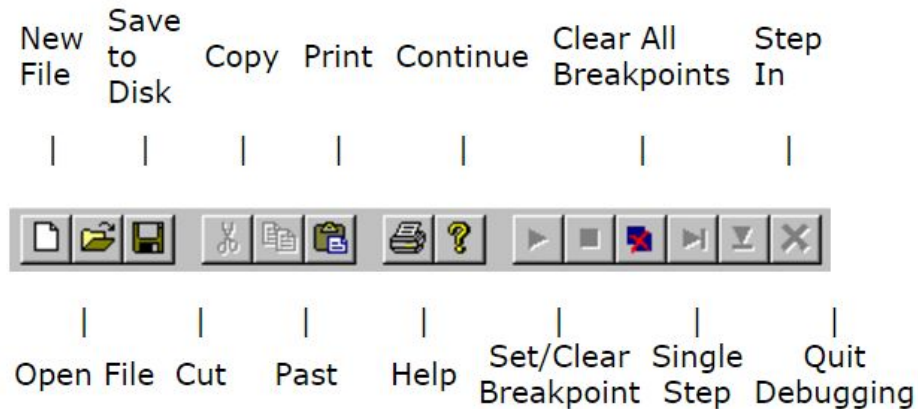 New File
Save to Disk
Copy
Print
Continue
Clear All Breakpoints
Step In
Open File
Cut
Past
Help
Set/Clear Breakpoint
Single Step
Quit Debugging